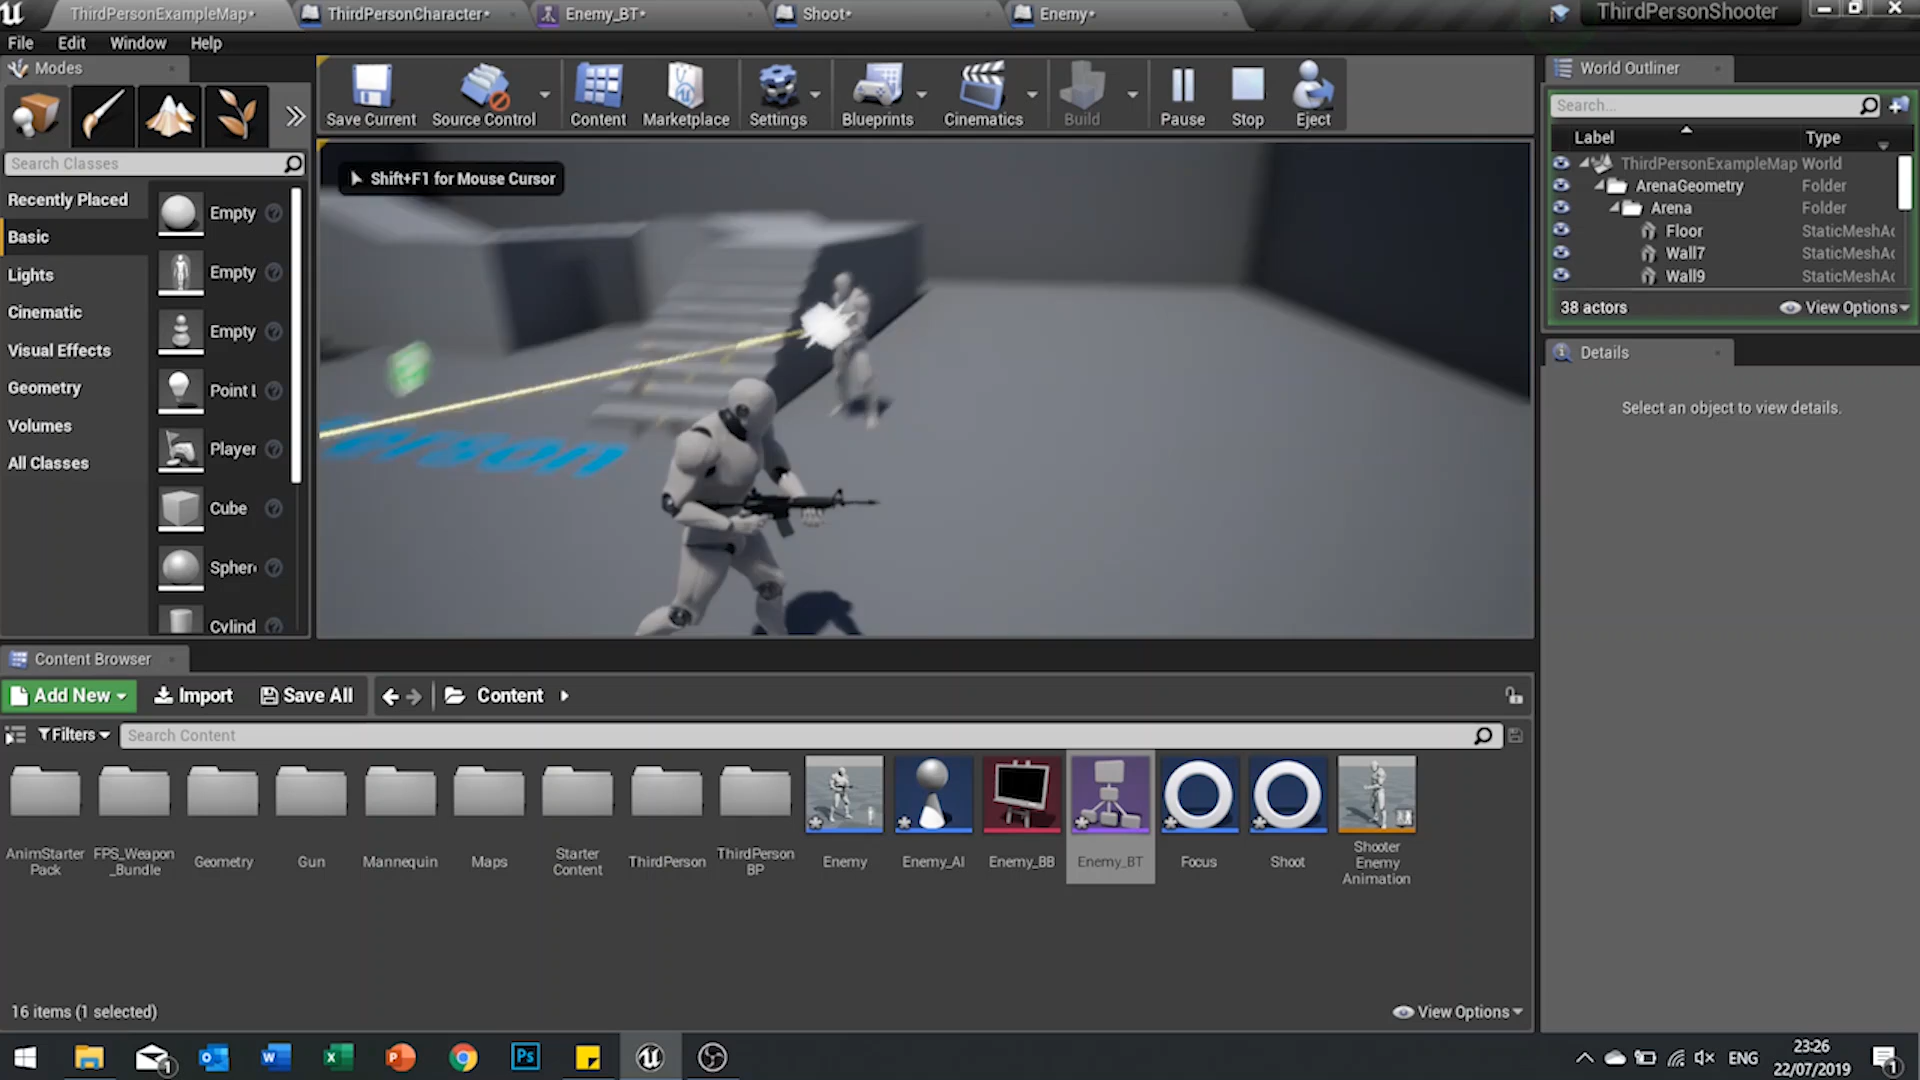 ThirdPersonExampleMap*
ThirdPersonCharacter*
Enemy_BT*
Shoot*
Enemy*
ThirdPersonShooter
File Edit Window Help
Modes
Save Current
Source Control
Content
Marketplace
Settings
Blueprints
Cinematics
Build
Pause
Stop
Eject
World Outliner
Search...
Label Type
ThirdPersonExampleMap World
ArenaGeometry Folder
Arena Folder
Floor StaticMeshAc
Wall7 StaticMeshAc
Wall9 StaticMeshAc
38 actors View Options
Details
Select an object to view details.
Search Classes
Recently Placed
Basic
Lights
Cinematic
Visual Effects
Geometry
Volumes
All Classes
Empty
Empty
Empty
Point L
Player
Cube
Spher
Cylind
Shift+F1 for Mouse Cursor
erson
Content Browser
Add New Import Save All Content
Filters Search Content
AnimStarter
Pack
FPS_Weapon
_Bundle
Geometry
Gun
Mannequin
Maps
Starter
Content
ThirdPerson
ThirdPerson
BP
Enemy
Enemy_AI
Enemy_BB
Enemy_BT
Focus
Shoot
Shooter
Enemy
Animation
16 items (1 selected)
View Options
ENG
23:26
22/07/2019